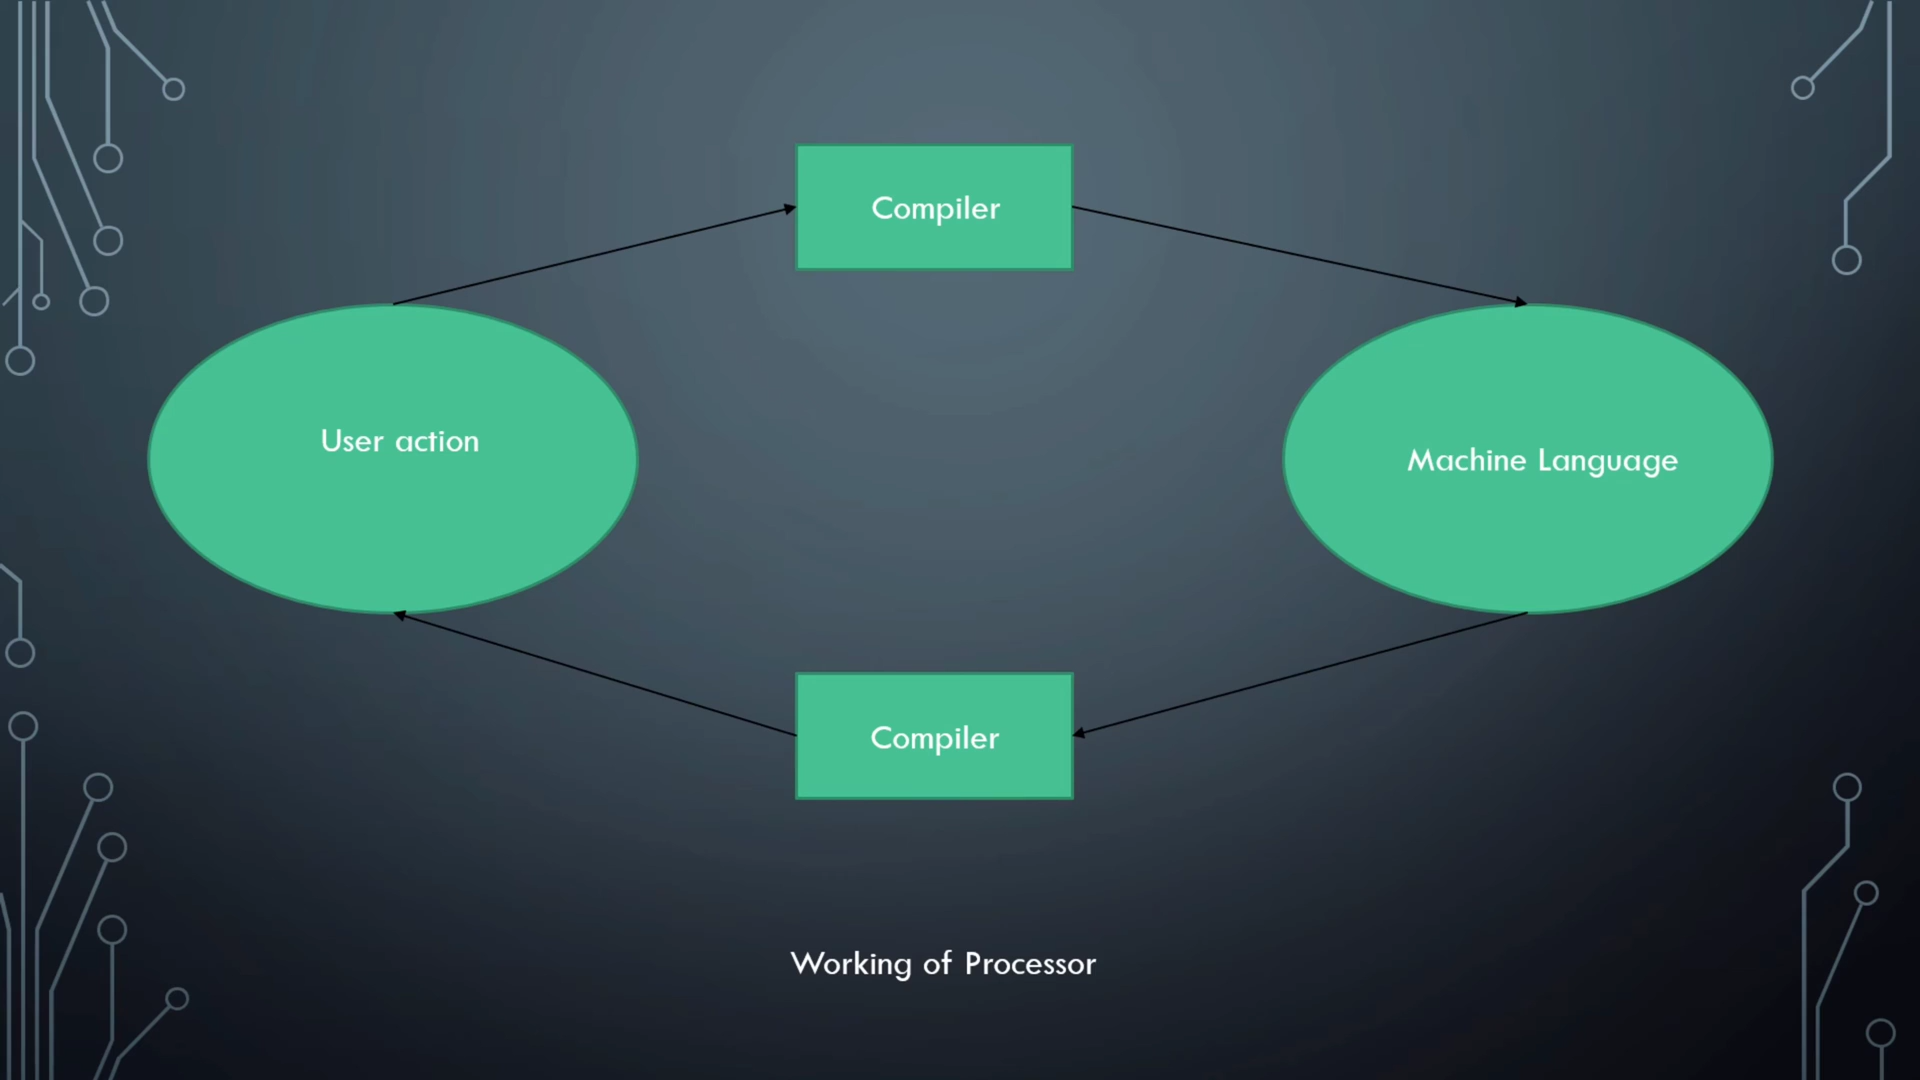 Compiler
User action
Machine Language
Compiler
Working of Processor